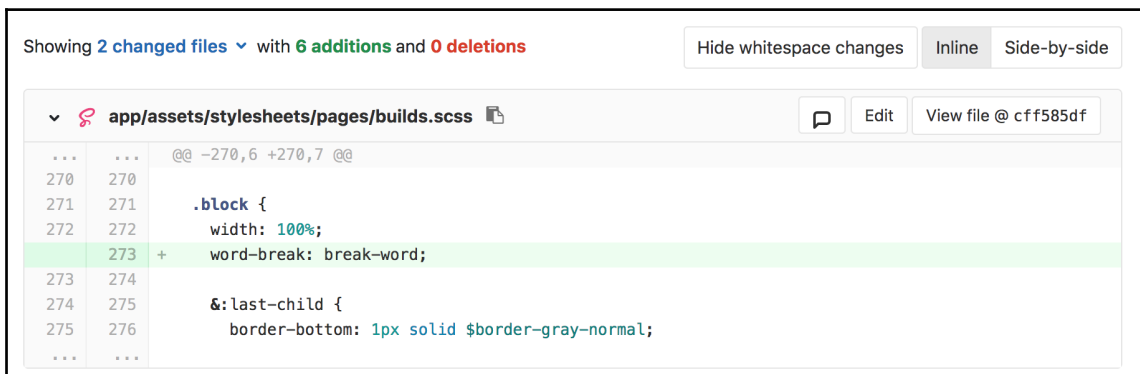 Showing 2 changed files with 6 additions and 0 deletions Hide whitespace changes Inline Side-by-side
app/assets/stylesheets/pages/builds.scss Edit View file @ cff585df
... ... @@ -270,6 +270,7 @@
270 270
271 271 .block {
272 272 width: 100%;
273 + word-break: break-word;
273 274
274 275 &:last-child {
275 276 border-bottom: 1px solid $border-gray-normal;
... ...